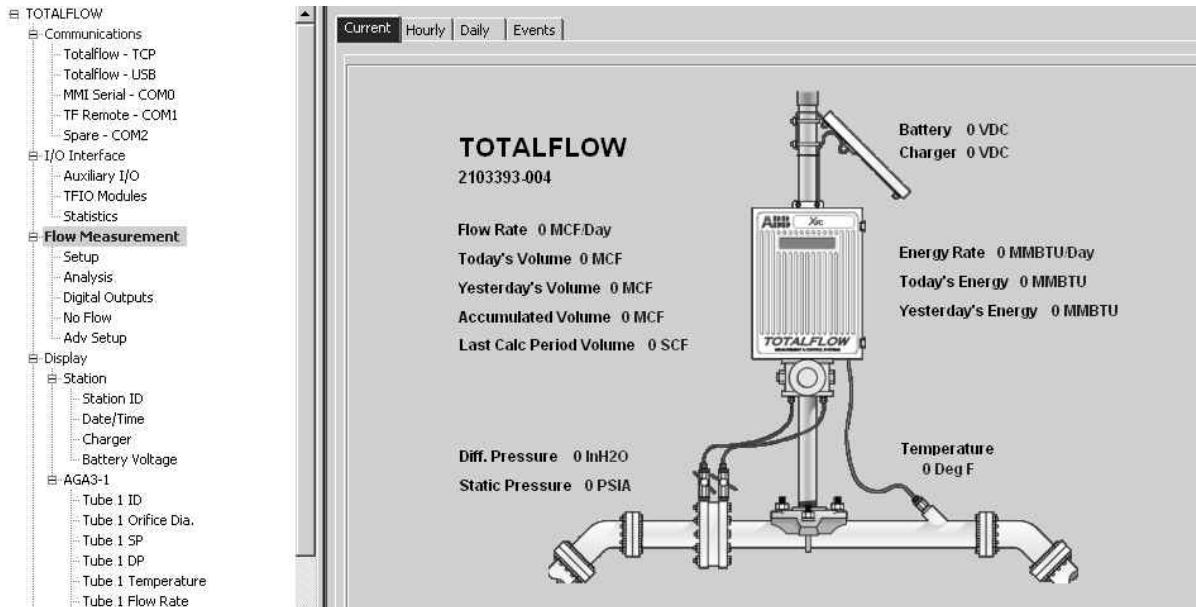 TOTALFLOW
Communications
Totalflow - TCP
Totalflow - USB
MMI Serial - COM0
TF Remote - COM1
Spare - COM2
I/O Interface
Auxiliary I/O
TFIO Modules
Statistics
Flow Measurement
Setup
Analysis
Digital Outputs
No Flow
Adv Setup
Display
Station
Station ID
Date/Time
Charger
Battery Voltage
AGA3-1
Tube 1 ID
Tube 1 Orifice Dia.
Tube 1 SP
Tube 1 DP
Tube 1 Temperature
Tube 1 Flow Rate
Current Hourly Daily Events
TOTALFLOW
2103393-004
Flow Rate 0 MCF/Day
Today's Volume 0 MCF
Yesterday's Volume 0 MCF
Accumulated Volume 0 MCF
Last Calc Period Volume 0 SCF
Diff. Pressure 0 InH2O
Static Pressure 0 PSIA
ABB
TOTALFLOW
Battery 0 VDC
Charger 0 VDC
Energy Rate 0 MMBTU/Day
Today's Energy 0 MMBTU
Yesterday's Energy 0 MMBTU
Temperature
0 Deg F